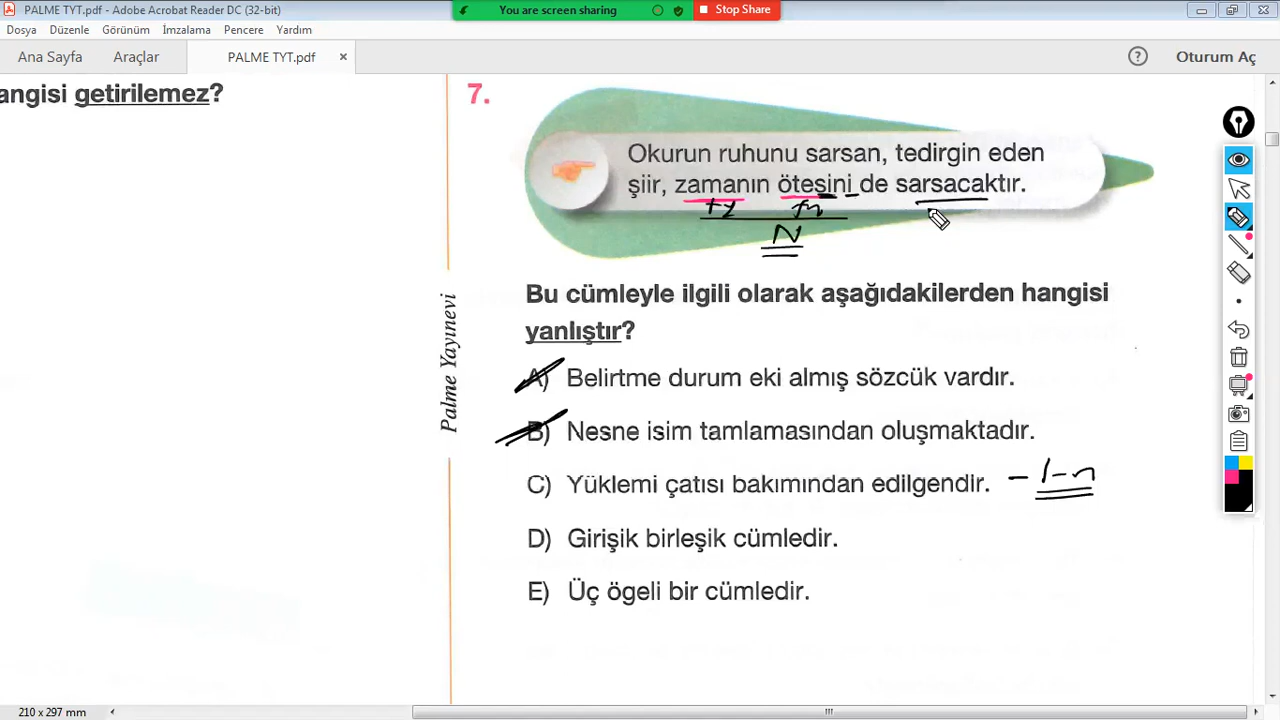 PALME TYT.pdf - Adobe Acrobat Reader DC (32-bit)
You are screen sharing
Stop Share
Dosya Düzenle Görünüm İmzalama Pencere Yardım
Ana Sayfa Araçlar PALME TYT.pdf × ? Oturum Aç
angisi getirilemez?
7.
Okurun ruhunu sarsan, tedirgin eden
şiir, zamanın ötesini de sarsacaktır.
ty
N
Bu cümleyle ilgili olarak aşağıdakilerden hangisi
yanlıştır?
Palme Yayınevi
A) Belirtme durum eki almış sözcük vardır.
B) Nesne isim tamlamasından oluşmaktadır.
C) Yüklemi çatısı bakımından edilgendir. -l-n
D) Girişik birleşik cümledir.
E) Üç ögeli bir cümledir.
210 x 297 mm